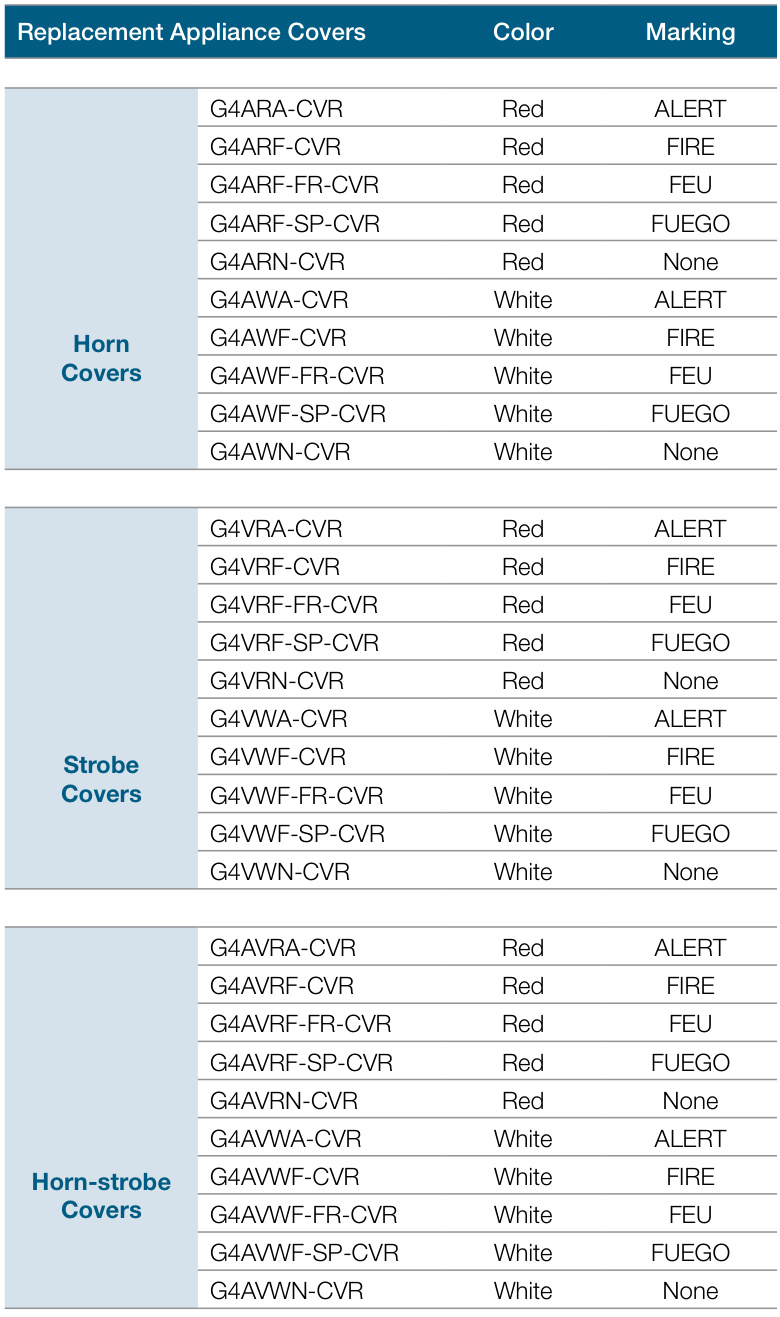 Replacement Appliance Covers Color Marking
Horn
Covers
G4ARA-CVR Red ALERT
G4ARF-CVR Red FIRE
G4ARF-FR-CVR Red FEU
G4ARF-SP-CVR Red FUEGO
G4ARN-CVR Red None
G4AWA-CVR White ALERT
G4AWF-CVR White FIRE
G4AWF-FR-CVR White FEU
G4AWF-SP-CVR White FUEGO
G4AWN-CVR White None
Strobe
Covers
G4VRA-CVR Red ALERT
G4VRF-CVR Red FIRE
G4VRF-FR-CVR Red FEU
G4VRF-SP-CVR Red FUEGO
G4VRN-CVR Red None
G4VWA-CVR White ALERT
G4VWF-CVR White FIRE
G4VWF-FR-CVR White FEU
G4VWF-SP-CVR White FUEGO
G4VWN-CVR White None
Horn-strobe
Covers
G4AVRA-CVR Red ALERT
G4AVRF-CVR Red FIRE
G4AVRF-FR-CVR Red FEU
G4AVRF-SP-CVR Red FUEGO
G4AVRN-CVR Red None
G4AVWA-CVR White ALERT
G4AVWF-CVR White FIRE
G4AVWF-FR-CVR White FEU
G4AVWF-SP-CVR White FUEGO
G4AVWN-CVR White None